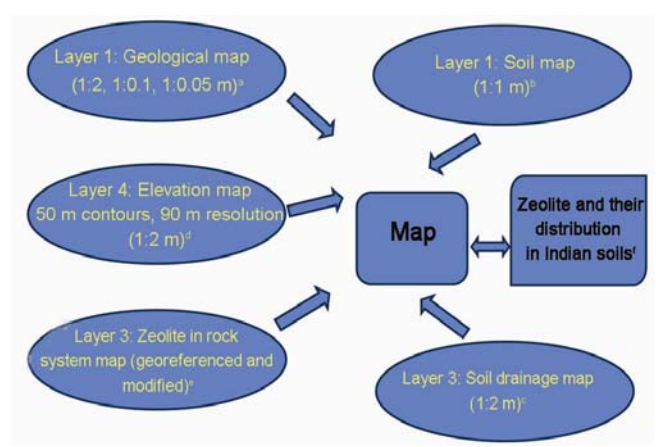 Layer 1: Geological map
(1:2, 1:0.1, 1:0.05 m)ᵃ
Layer 1: Soil map
(1:1 m)ᵇ
Layer 4: Elevation map
50 m contours, 90 m resolution
(1:2 m)ᵈ
Map
Zeolite and their
distribution
in Indian soilsᶠ
Layer 3: Zeolite in rock
system map (georeferenced and
modified)ᵉ
Layer 3: Soil drainage map
(1:2 m)ᶜ